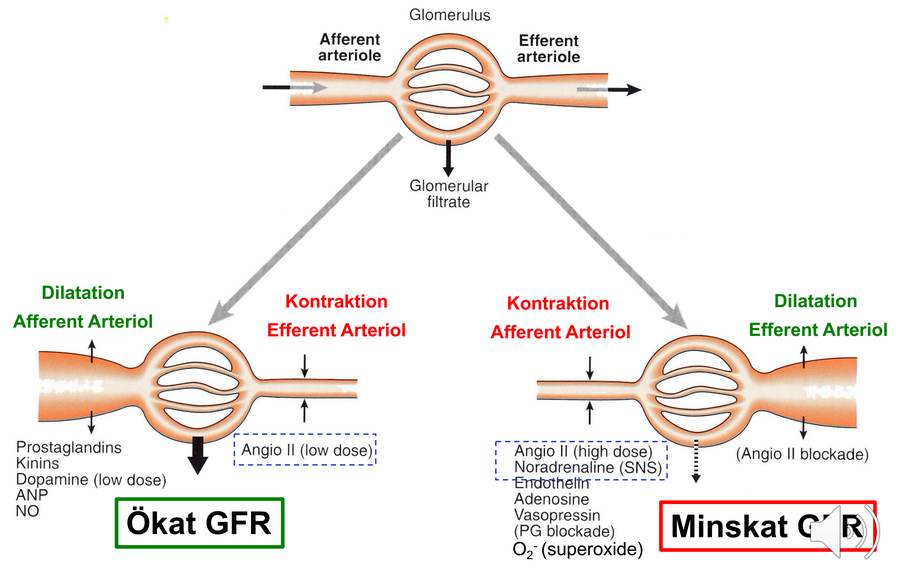 Glomerulus
Afferent
arteriole
Efferent
arteriole
Glomerular
filtrate
Dilatation
Afferent Arteriol
Kontraktion
Efferent Arteriol
Kontraktion
Afferent Arteriol
Dilatation
Efferent Arteriol
Prostaglandins
Kinins
Dopamine (low dose)
ANP
NO
Angio II (low dose)
Ökat GFR
Angio II (high dose)
Noradrenaline (SNS)
Endothelin
Adenosine
Vasopressin
(PG blockade)
O₂⁻ (superoxide)
(Angio II blockade)
Minskat GFR